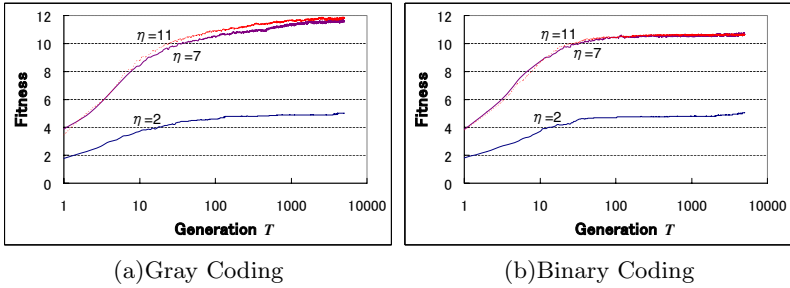 12
10
8
6
4
2
0
Fitness
η=11
η=7
η=2
1
10
100
1000
10000
Generation T
(a)Gray Coding
12
10
8
6
4
2
0
Fitness
η=11
η=7
η=2
1
10
100
1000
10000
Generation T
(b)Binary Coding